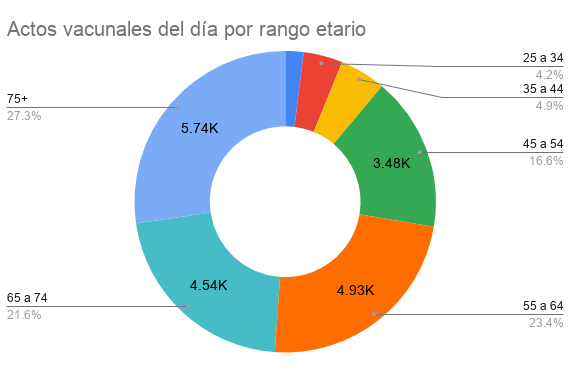 Actos vacunales del día por rango etario
25 a 34
4.2%
35 a 44
4.9%
75+
27.3%
5.74K
45 a 54
16.6%
3.48K
4.54K
4.93K
65 a 74
21.6%
55 a 64
23.4%